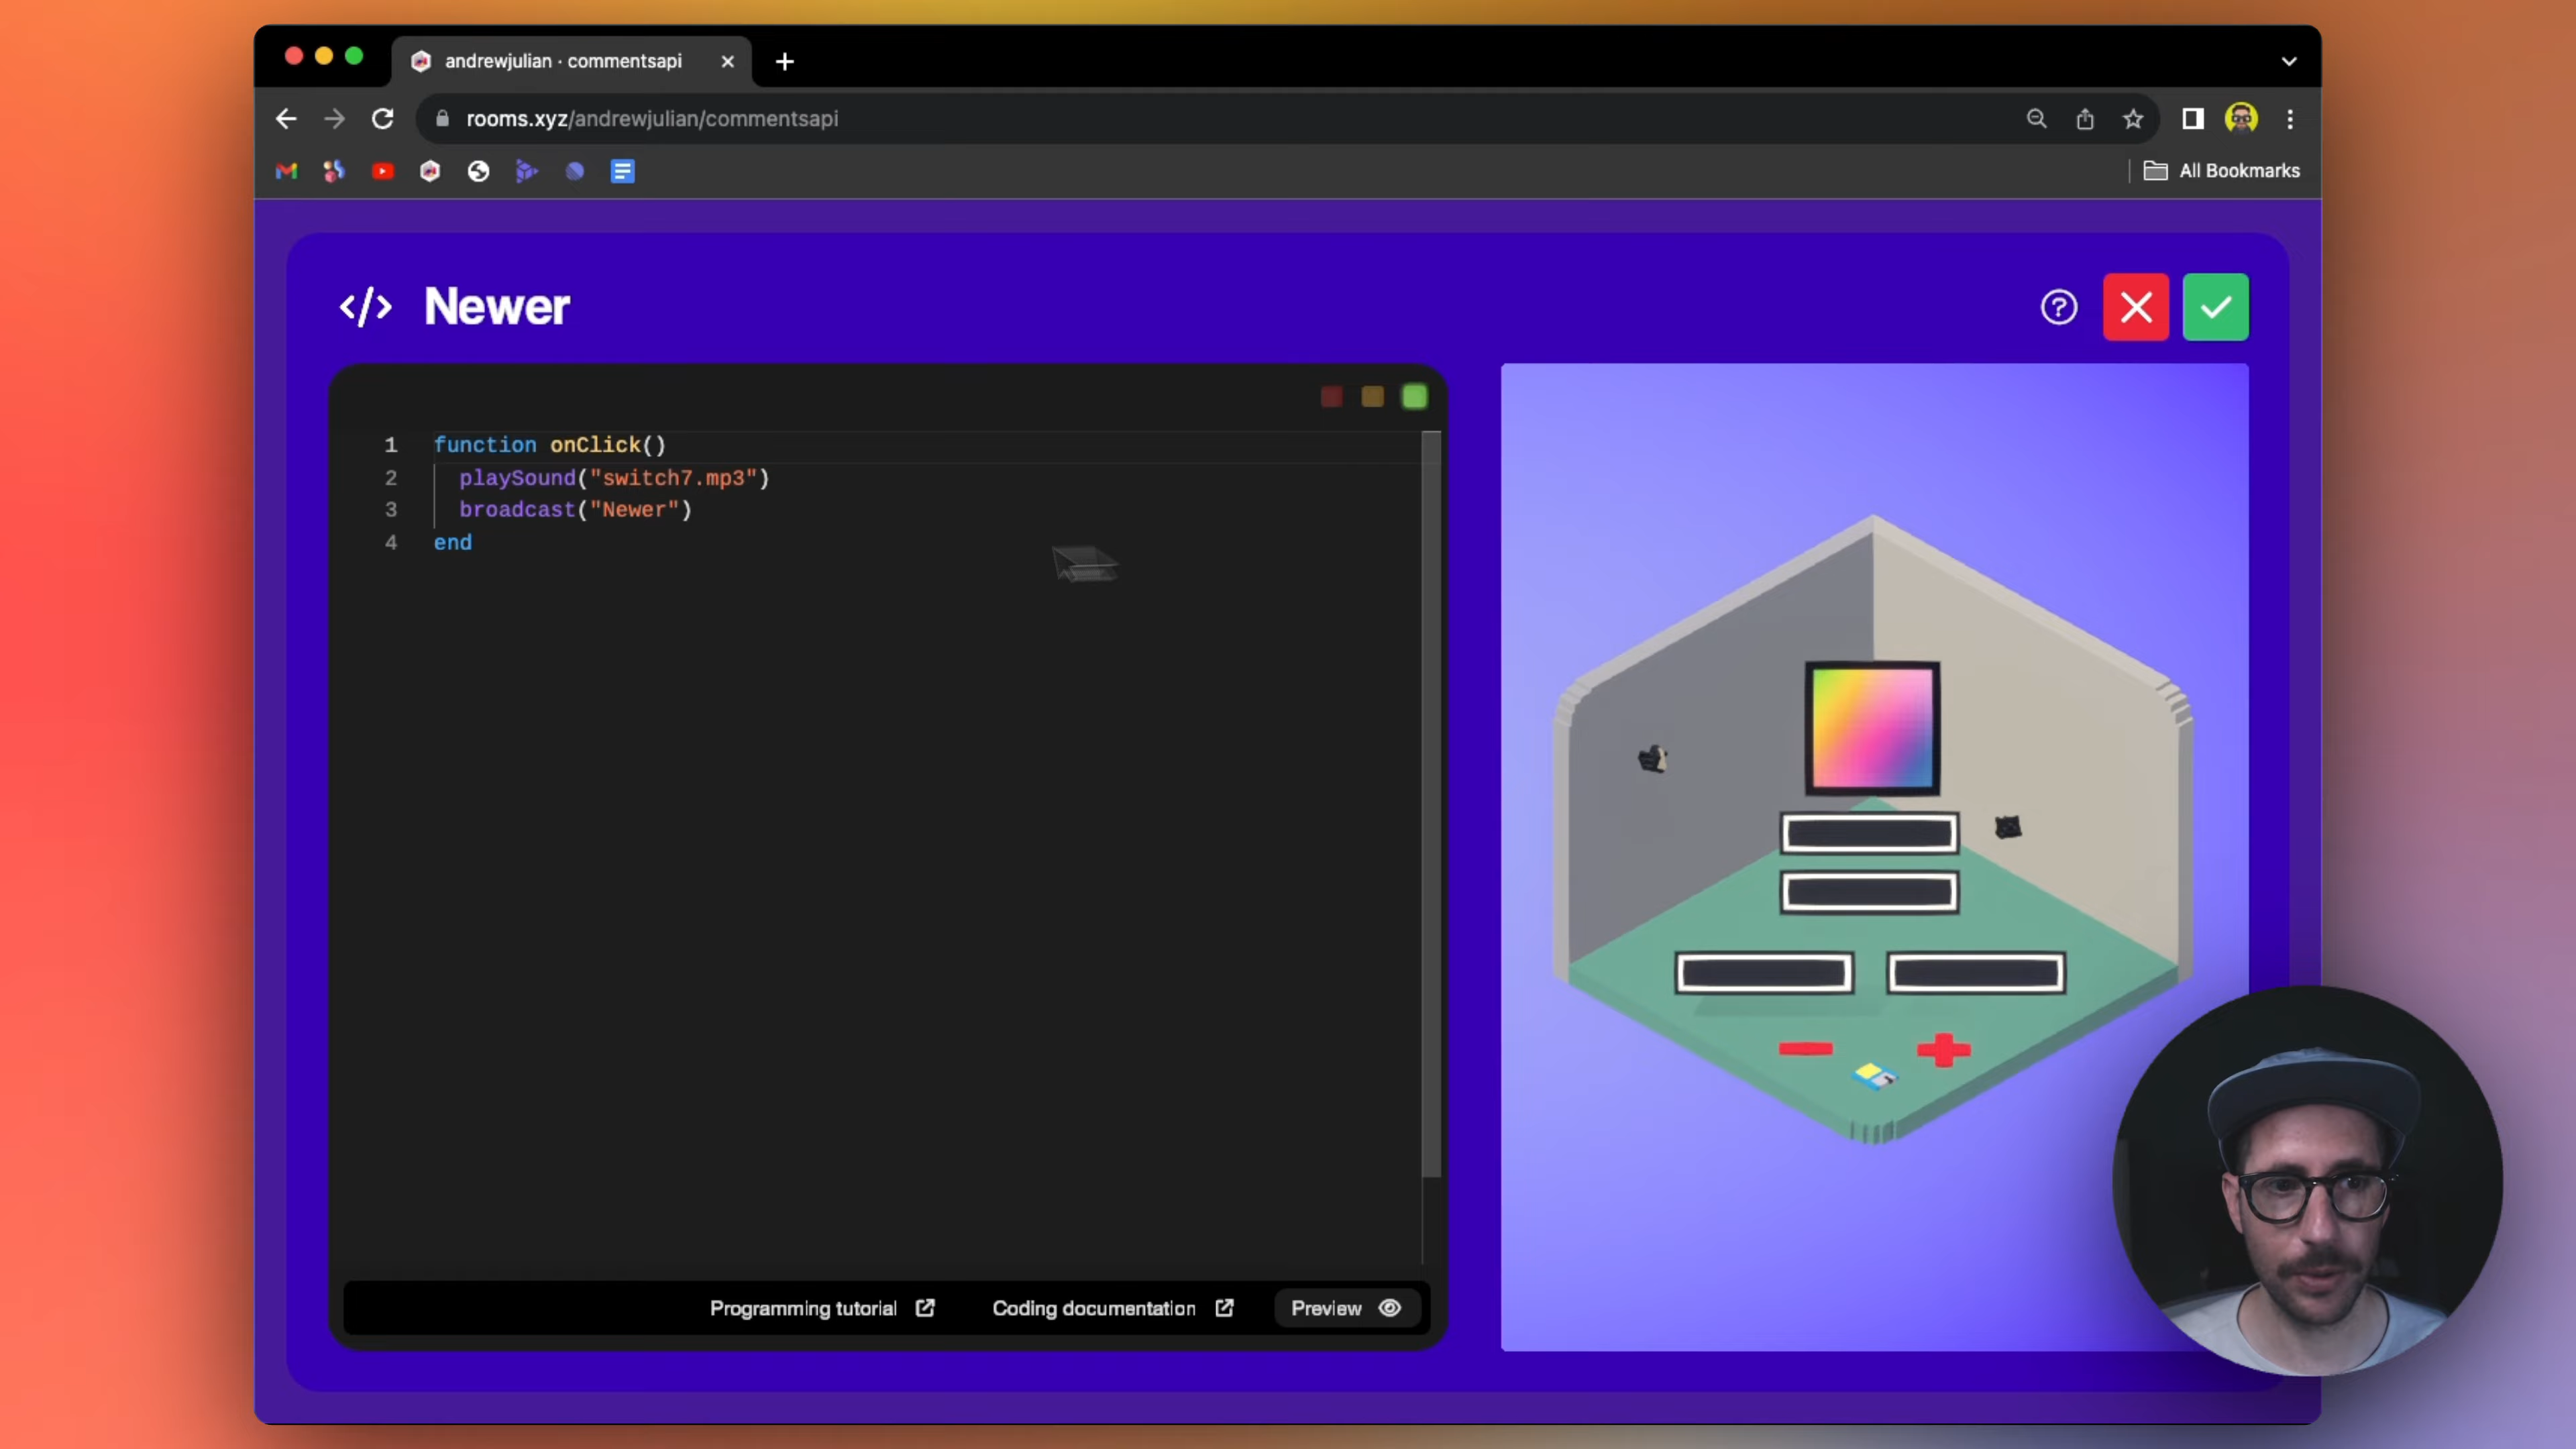 andrewjulian · commentsapi
rooms.xyz/andrewjulian/commentsapi
All Bookmarks
</> Newer
1 function onClick()
2 playSound("switch7.mp3")
3 broadcast("Newer")
4 end
Programming tutorial
Coding documentation
Preview